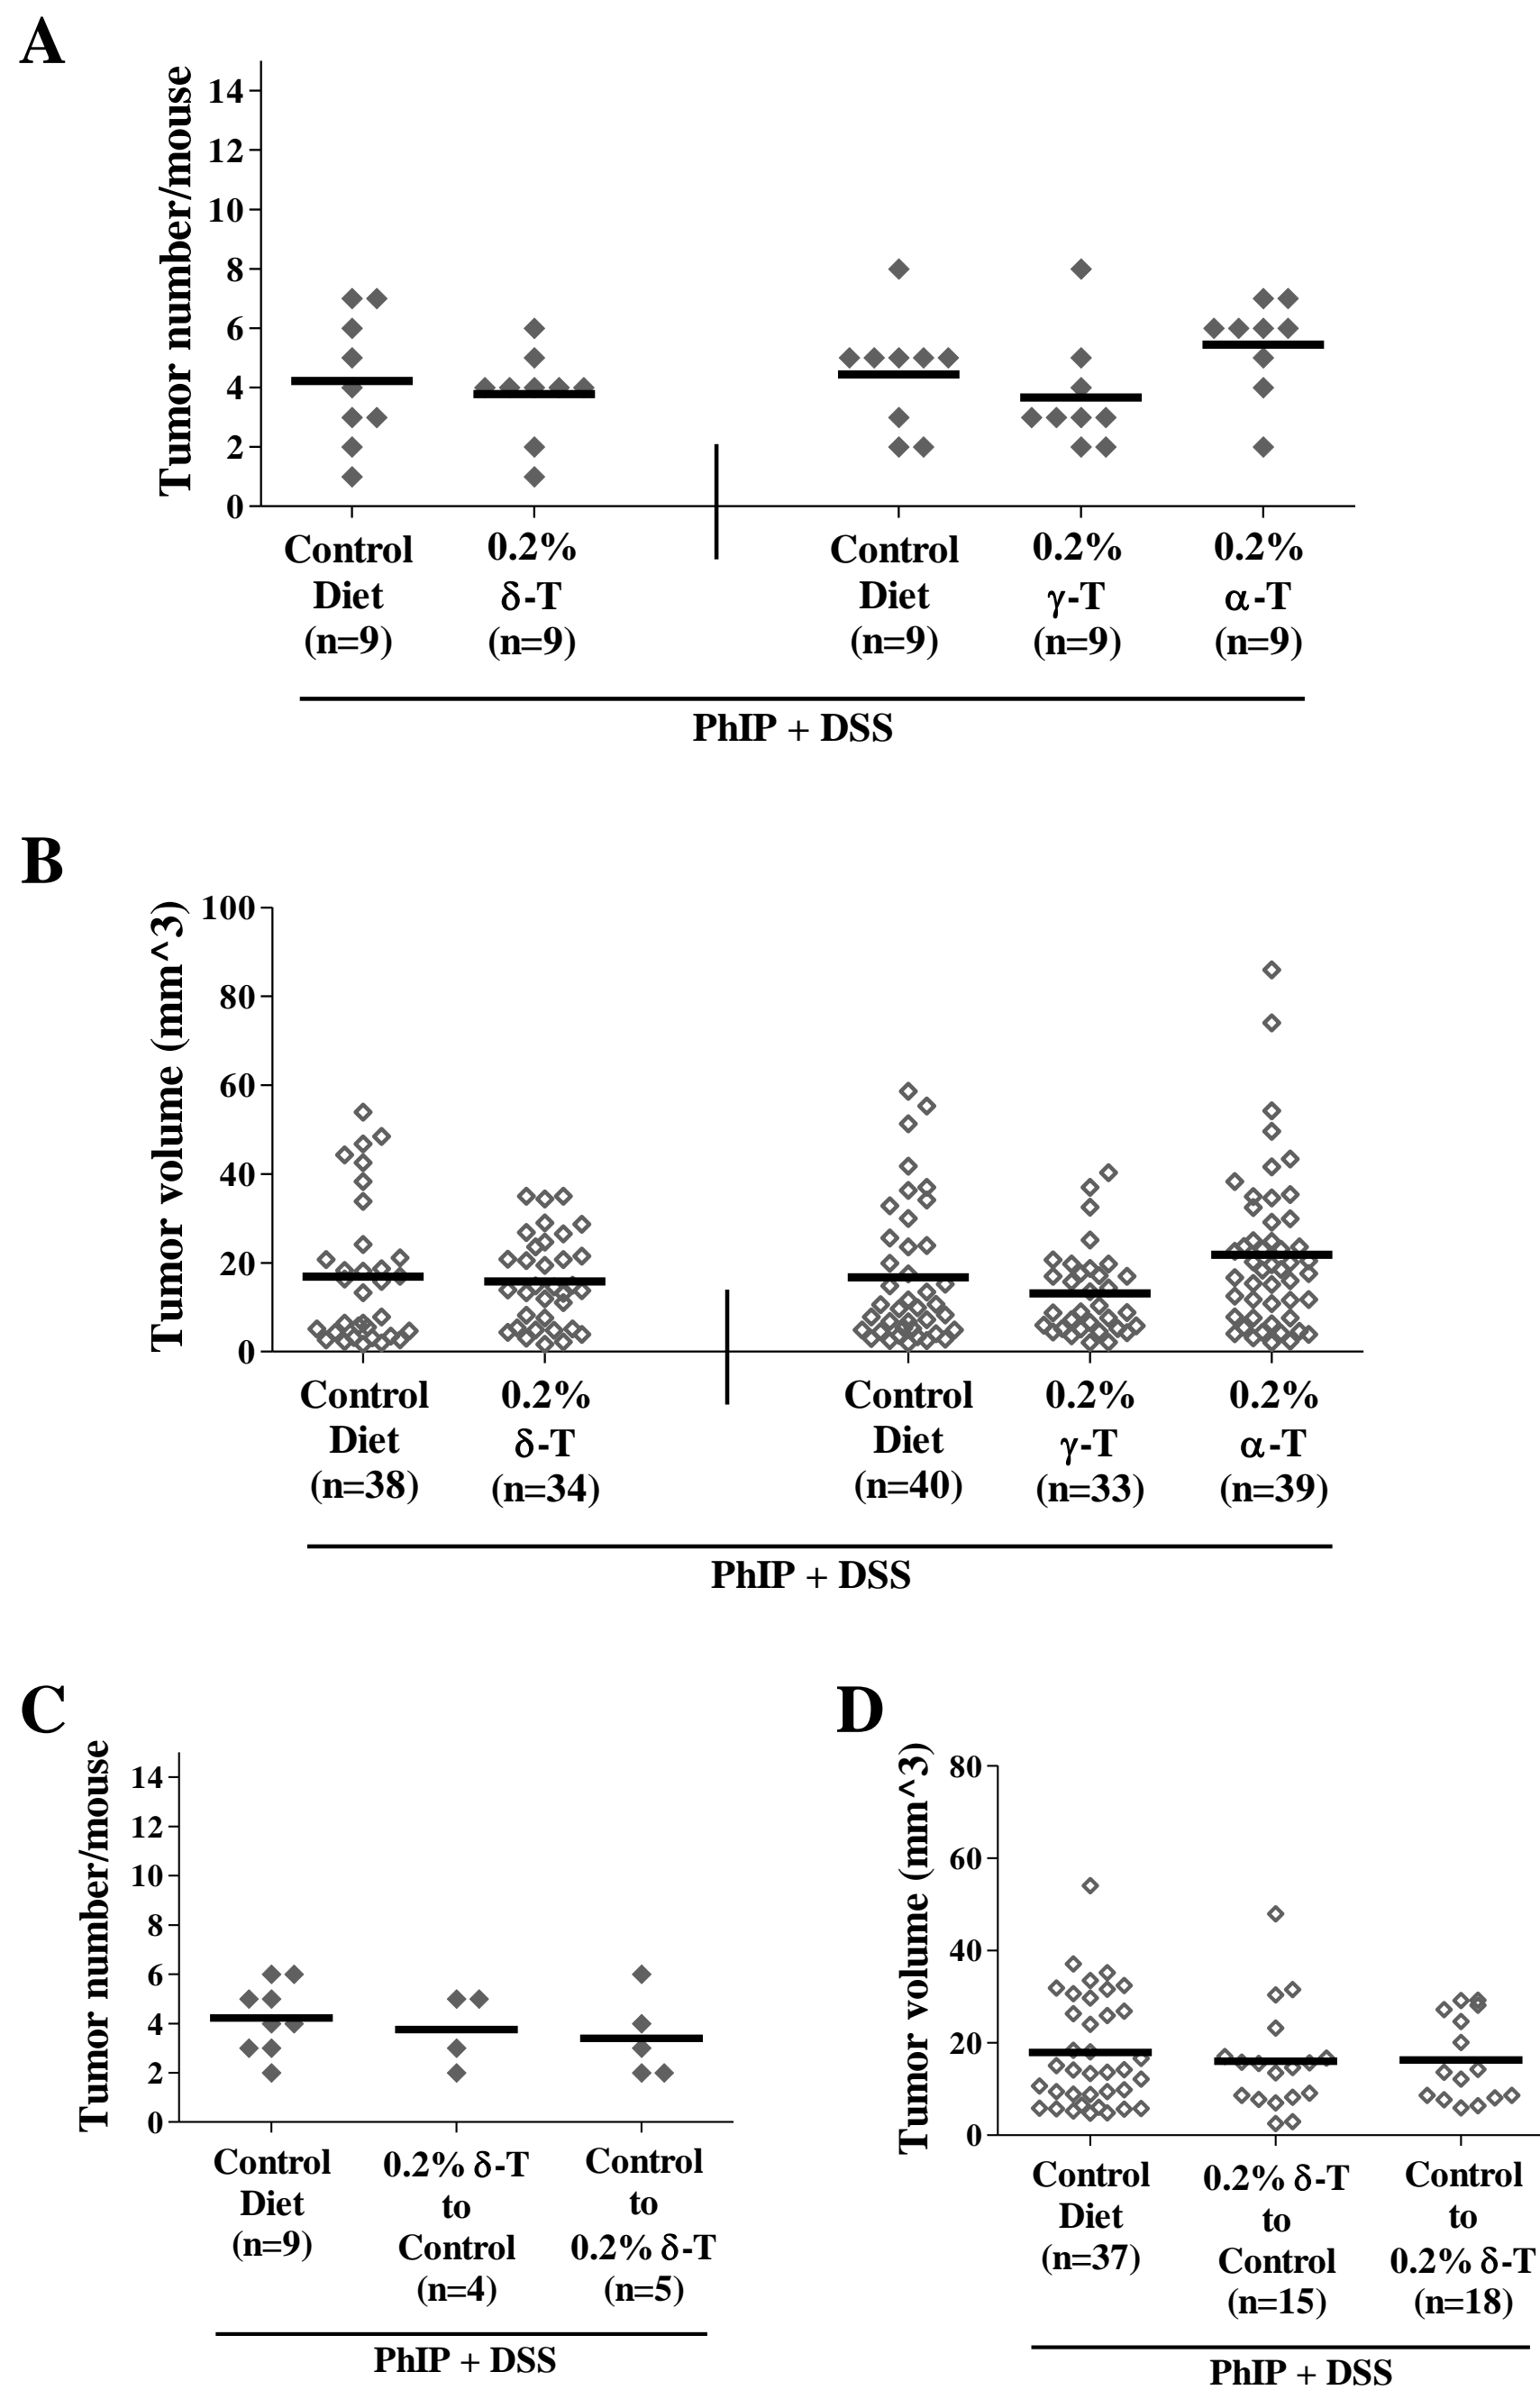 A
Tumor number/mouse
14
12
10
8
6
4
2
0
Control Diet (n=9)
0.2% δ-T (n=9)
Control Diet (n=9)
0.2% γ-T (n=9)
0.2% α-T (n=9)
PhIP + DSS
B
Tumor volume (mm^3)
100
80
60
40
20
0
Control Diet (n=38)
0.2% δ-T (n=34)
Control Diet (n=40)
0.2% γ-T (n=33)
0.2% α-T (n=39)
PhIP + DSS
C
Tumor number/mouse
14
12
10
8
6
4
2
0
Control Diet (n=9)
0.2% δ-T to Control (n=4)
Control to 0.2% δ-T (n=5)
PhIP + DSS
D
Tumor volume (mm^3)
80
60
40
20
0
Control Diet (n=37)
0.2% δ-T to Control (n=15)
Control to 0.2% δ-T (n=18)
PhIP + DSS